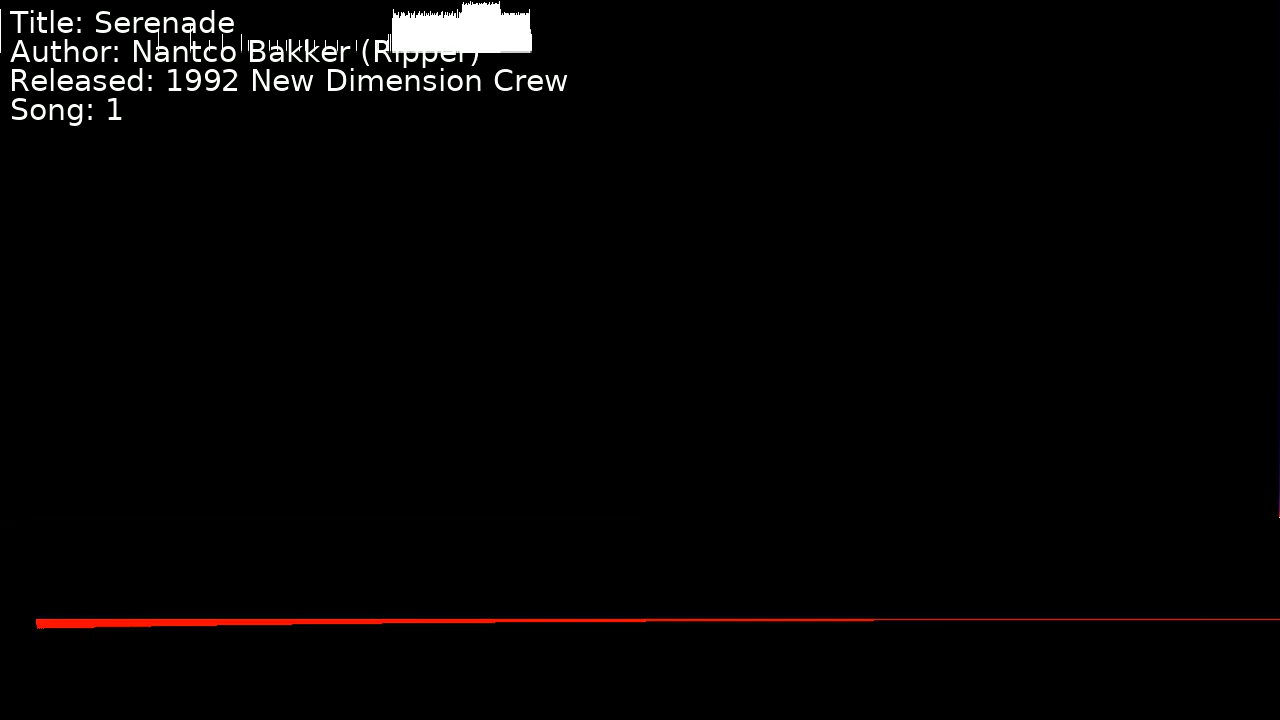 Title: Serenade
Author: Nantco Bakker (Ripper)
Released: 1992 New Dimension Crew
Song: 1